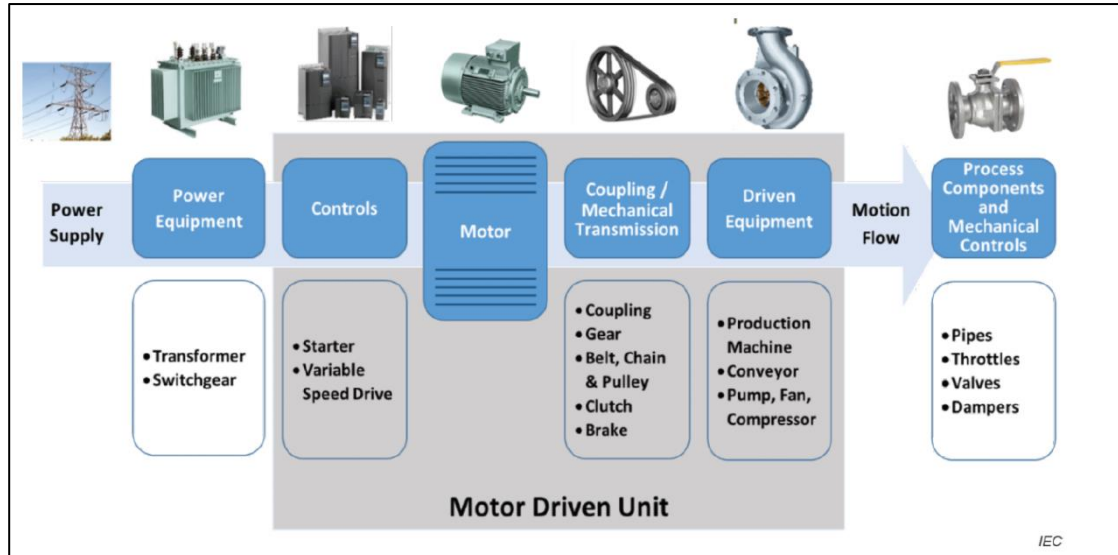 Power
Supply
Power
Equipment
Controls
Motor
Coupling /
Mechanical
Transmission
Driven
Equipment
Motion
Flow
Process
Components
and
Mechanical
Controls
• Transformer
• Switchgear
• Starter
• Variable
Speed Drive
• Coupling
• Gear
• Belt, Chain
& Pulley
• Clutch
• Brake
• Production
Machine
• Conveyor
• Pump, Fan,
Compressor
• Pipes
• Throttles
• Valves
• Dampers
Motor Driven Unit
IEC